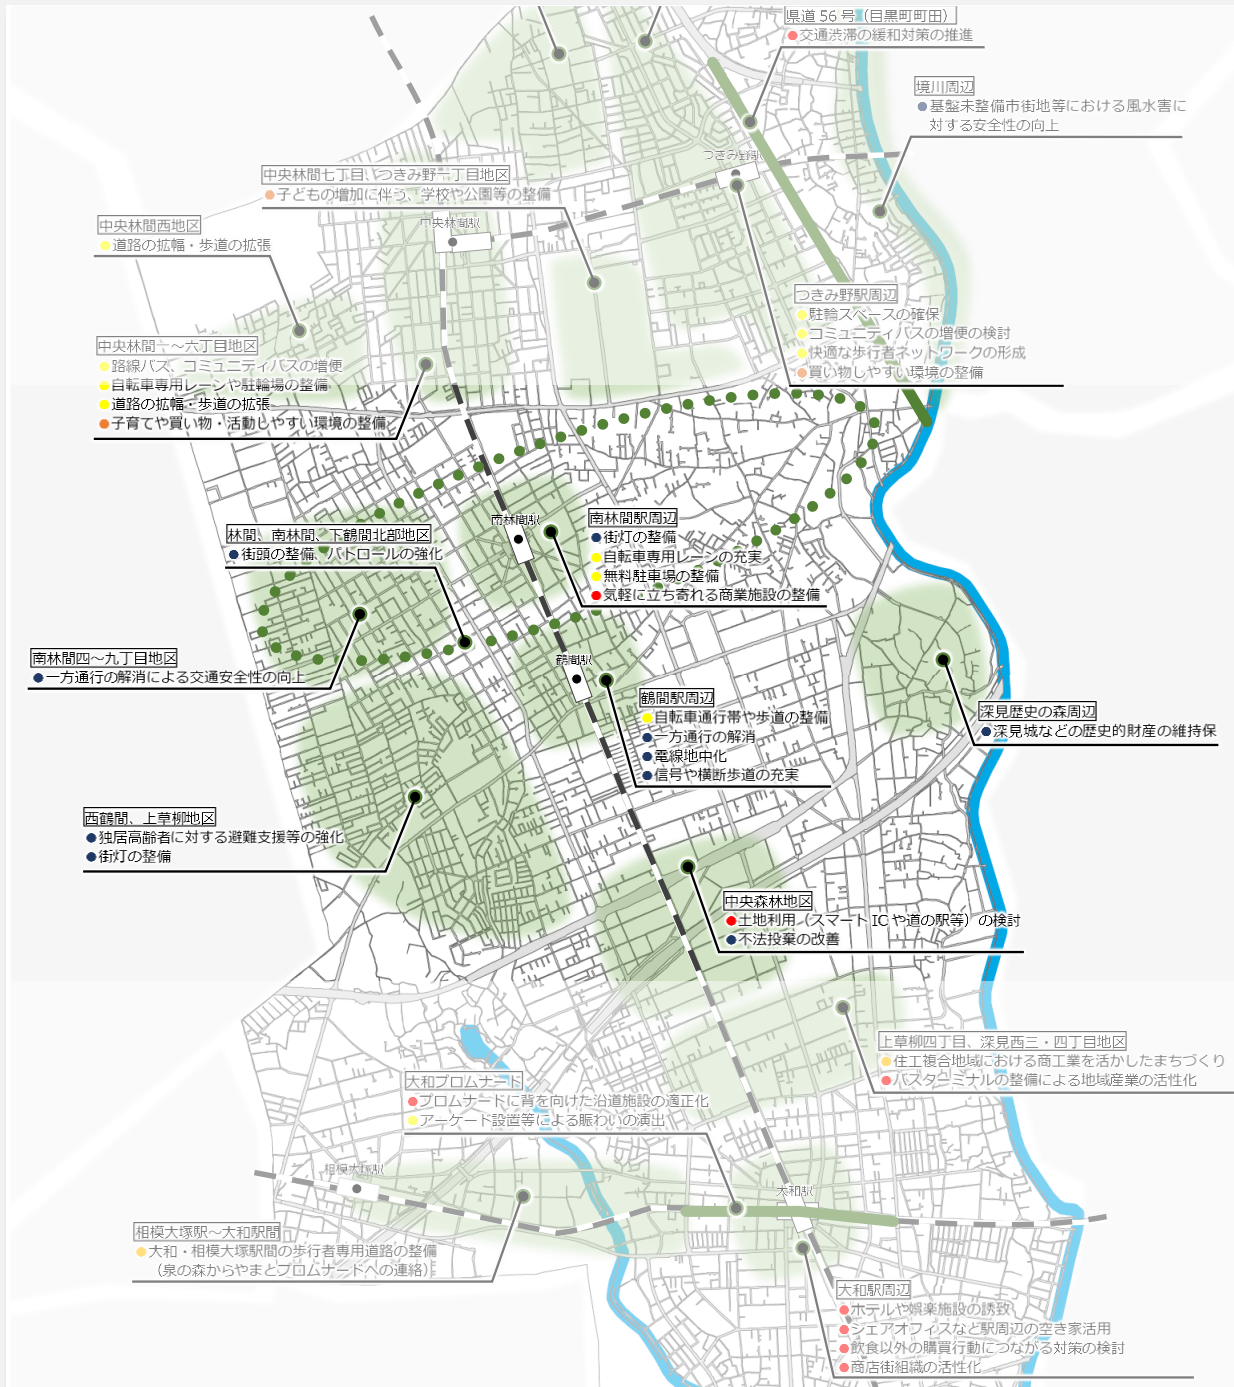 県道56号（目黒町町田）
●交通渋滞の緩和対策の推進
境川周辺
●基盤未整備市街地等における風水害に
対する安全性の向上
つきみ野駅
中央林間七丁目、つきみ野一丁目地区
●子どもの増加に伴う、学校や公園等の整備
中央林間西地区
●道路の拡幅・歩道の拡張
中央林間駅
つきみ野駅周辺
●駐輪スペースの確保
●コミュニティバスの増便の検討
●快適な歩行者ネットワークの形成
●買い物しやすい環境の整備
中央林間一～六丁目地区
●路線バス、コミュニティバスの増便
●自転車専用レーンや駐輪場の整備
●道路の拡幅・歩道の拡張
●子育てや買い物・活動しやすい環境の整備
南林間駅
南林間駅周辺
●街灯の整備
●自転車専用レーンの充実
●無料駐車場の整備
●気軽に立ち寄れる商業施設の整備
林間、南林間、下鶴間北部地区
●街頭の整備、パトロールの強化
南林間四～九丁目地区
●一方通行の解消による交通安全性の向上
鶴間駅
鶴間駅周辺
●自転車通行帯や歩道の整備
●一方通行の解消
●電線地中化
●信号や横断歩道の充実
深見歴史の森周辺
●深見城などの歴史的財産の維持保
西鶴間、上草柳地区
●独居高齢者に対する避難支援等の強化
●街灯の整備
中央森林地区
●土地利用（スマートICや道の駅等）の検討
●不法投棄の改善
上草柳四丁目、深見西三・四丁目地区
●住工複合地域における商工業を活かしたまちづくり
●バスターミナルの整備による地域産業の活性化
大和プロムナード
●プロムナードに背を向けた沿道施設の適正化
●アーケード設置等による賑わいの演出
相模大塚駅
大和駅
相模大塚駅～大和駅間
●大和・相模大塚駅間の歩行者専用道路の整備
（泉の森からやまとプロムナードへの連絡）
大和駅周辺
●ホテルや娯楽施設の誘致
●シェアオフィスなど駅周辺の空き家活用
●飲食以外の購買行動につながる対策の検討
●商店街組織の活性化